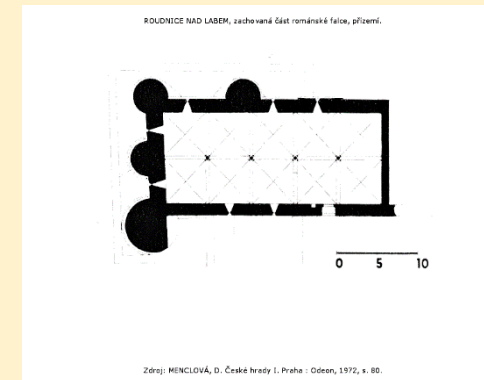 ROUDNICE NAD LABEM, zachovaná část románské falce, přízemí.
0 5 10
Zdroj: MENCLOVÁ, D. České hrady I. Praha : Odeon, 1972, s. 80.